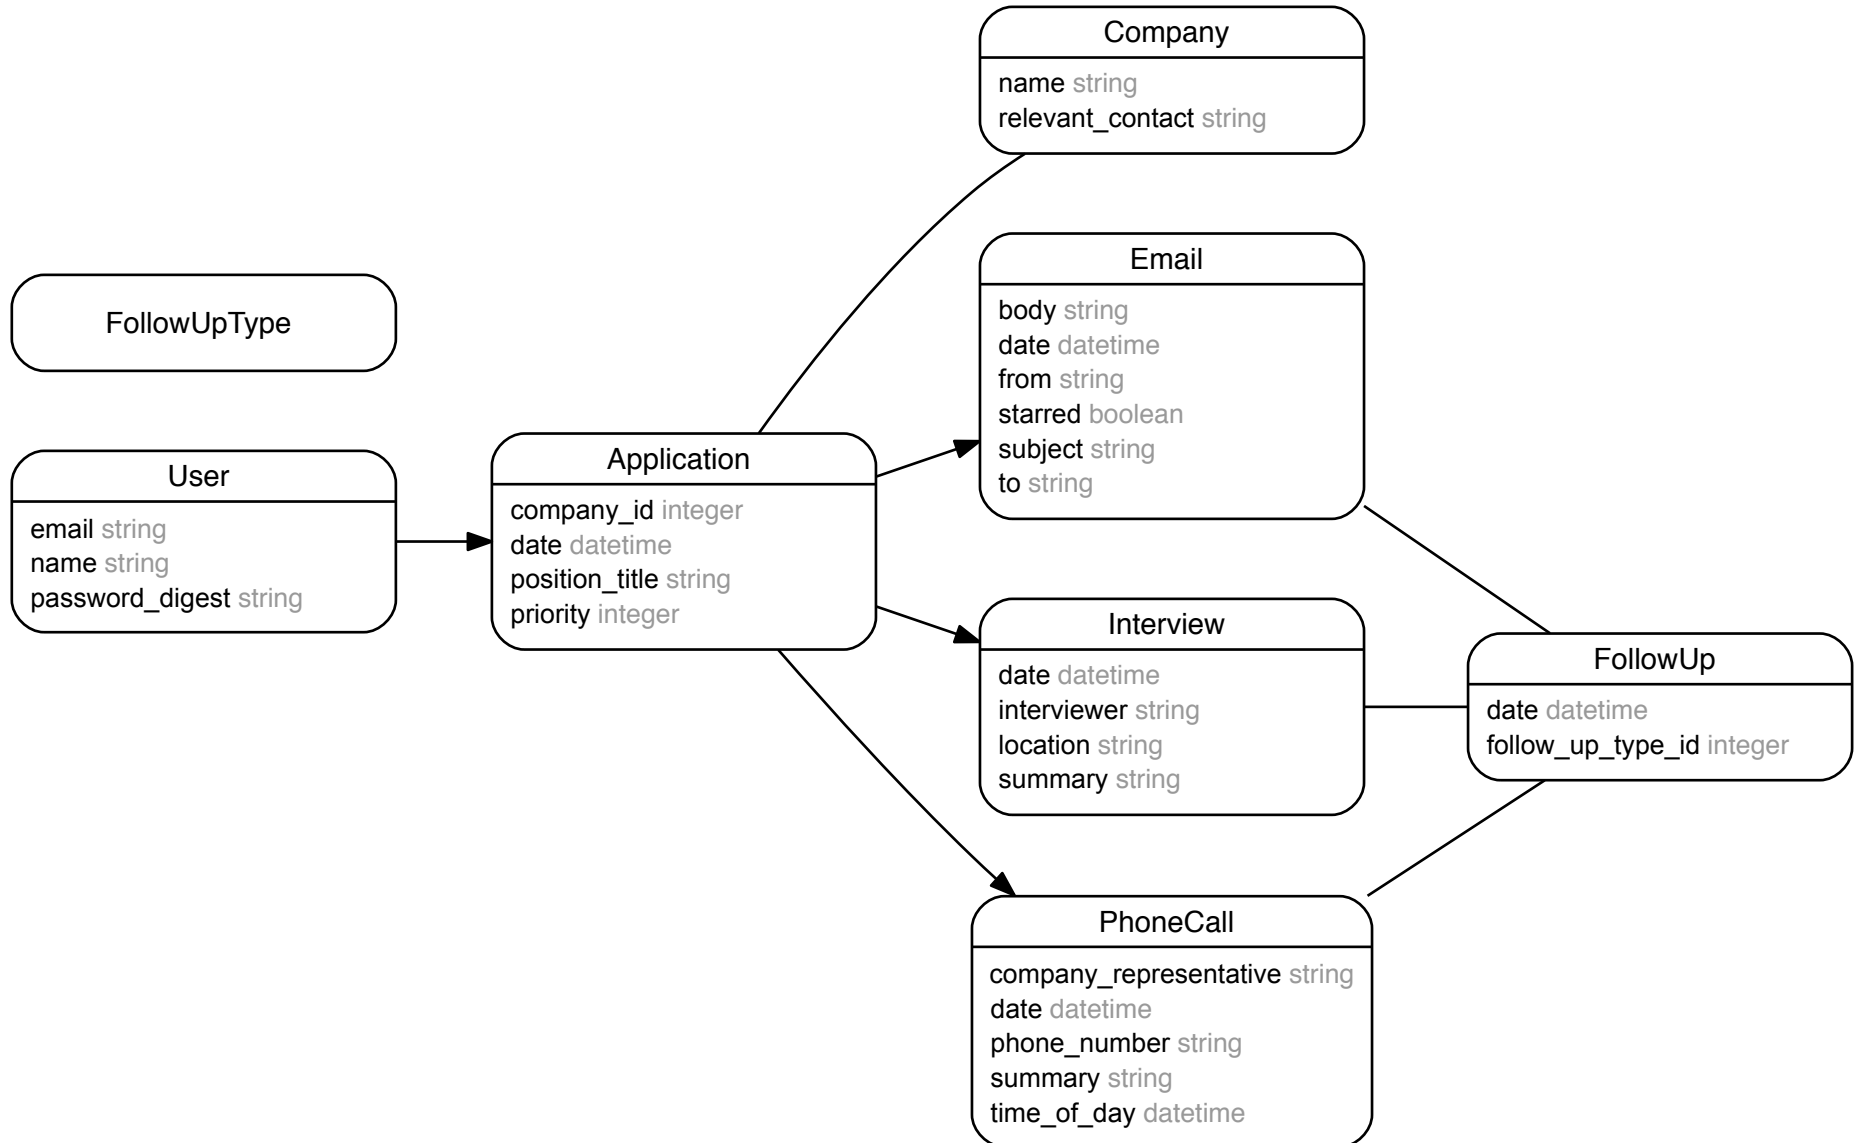 Company
name string
relevant_contact string
Email
body string
date datetime
from string
starred boolean
subject string
to string
FollowUpType
User
email string
name string
password_digest string
Application
company_id integer
date datetime
position_title string
priority integer
Interview
date datetime
interviewer string
location string
summary string
FollowUp
date datetime
follow_up_type_id integer
PhoneCall
company_representative string
date datetime
phone_number string
summary string
time_of_day datetime